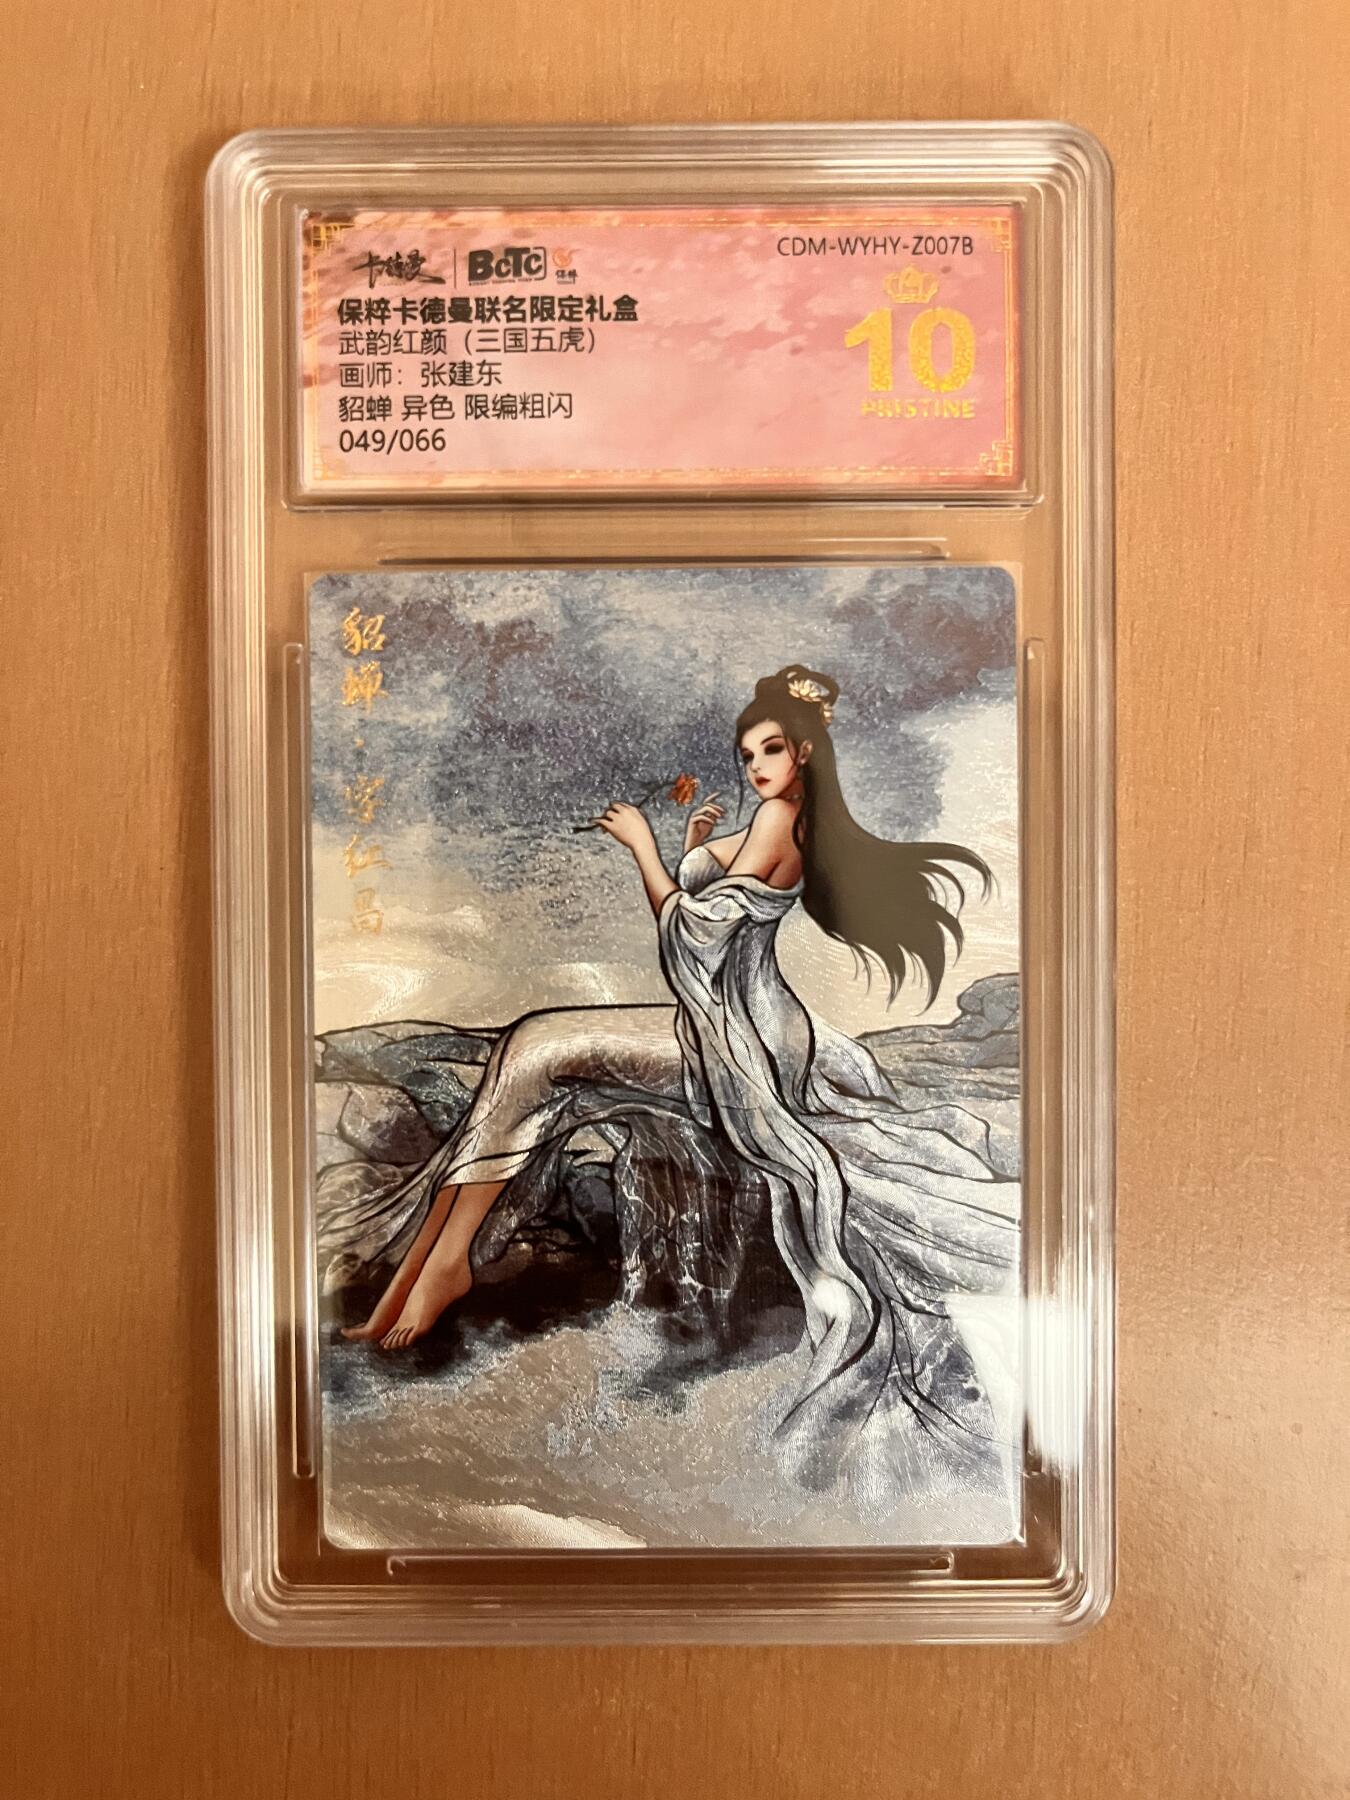 卡德曼 BCTC 保粹
CDM-WYHY-Z007B
保粹卡德曼联名限定礼盒
武韵红颜（三国五虎）
画师：张建东
貂蝉 异色 限编粗闪
049/066
10
PRISTINE
貂蝉·字红昌